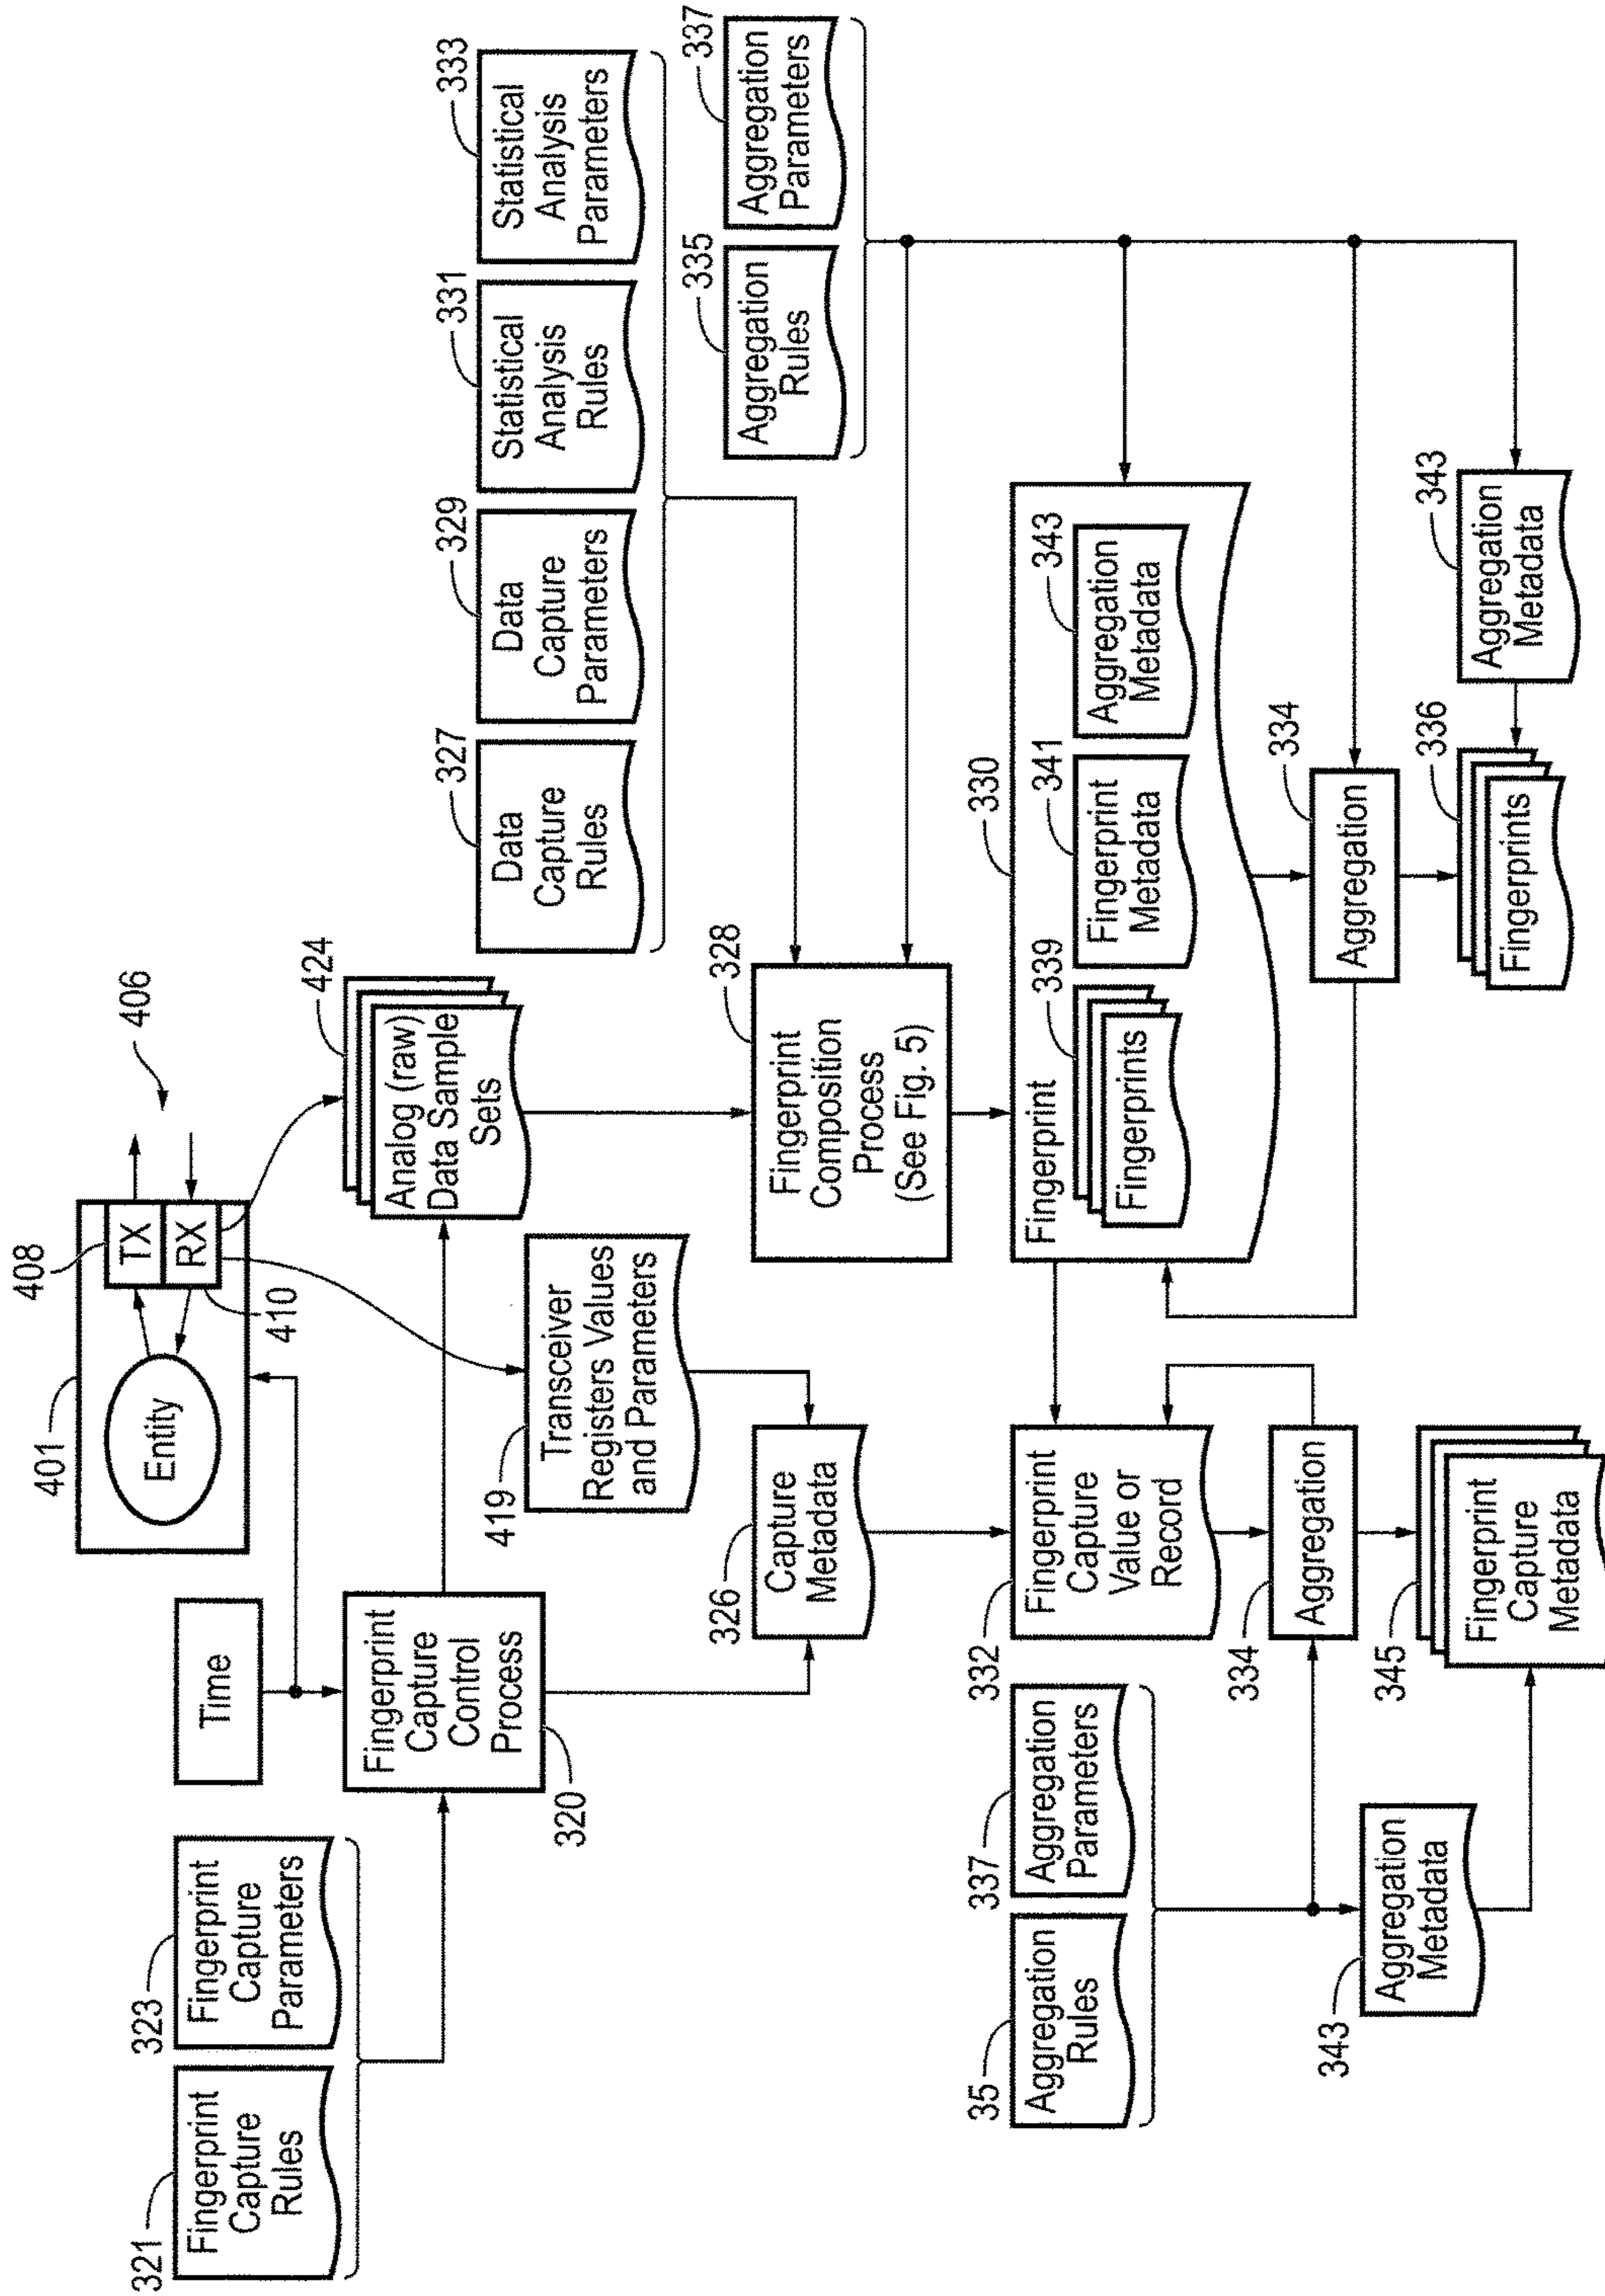 401
408
406
Entity
TX
RX
410
Time
321
Fingerprint
Capture
Rules
323
Fingerprint
Capture
Parameters
Fingerprint
Capture
Control
Process
320
424
Analog (raw)
Data Sample
Sets
419
Transceiver
Registers Values
and Parameters
327
Data
Capture
Rules
329
Data
Capture
Parameters
331
Statistical
Analysis
Rules
333
Statistical
Analysis
Parameters
326
Capture
Metadata
328
Fingerprint
Composition
Process
(See Fig. 5)
335
Aggregation
Rules
337
Aggregation
Parameters
35
Aggregation
Rules
337
Aggregation
Parameters
332
Fingerprint
Capture
Value or
Record
330
Fingerprint
339
Fingerprints
341
Fingerprint
Metadata
343
Aggregation
Metadata
334
Aggregation
334
Aggregation
343
Aggregation
Metadata
345
Fingerprint
Capture
Metadata
336
Fingerprints
343
Aggregation
Metadata